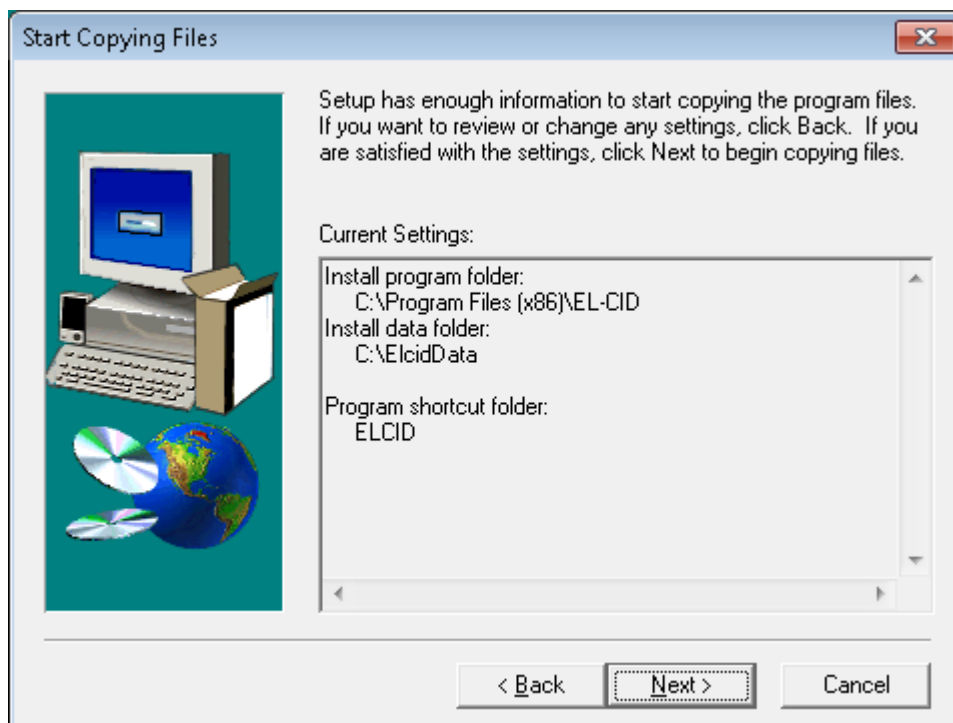 Start Copying Files
Setup has enough information to start copying the program files.
If you want to review or change any settings, click Back.  If you
are satisfied with the settings, click Next to begin copying files.
Current Settings:
Install program folder:
C:\Program Files (x86)\EL-CID
Install data folder:
C:\ElcidData
Program shortcut folder:
ELCID
< Back
Next >
Cancel